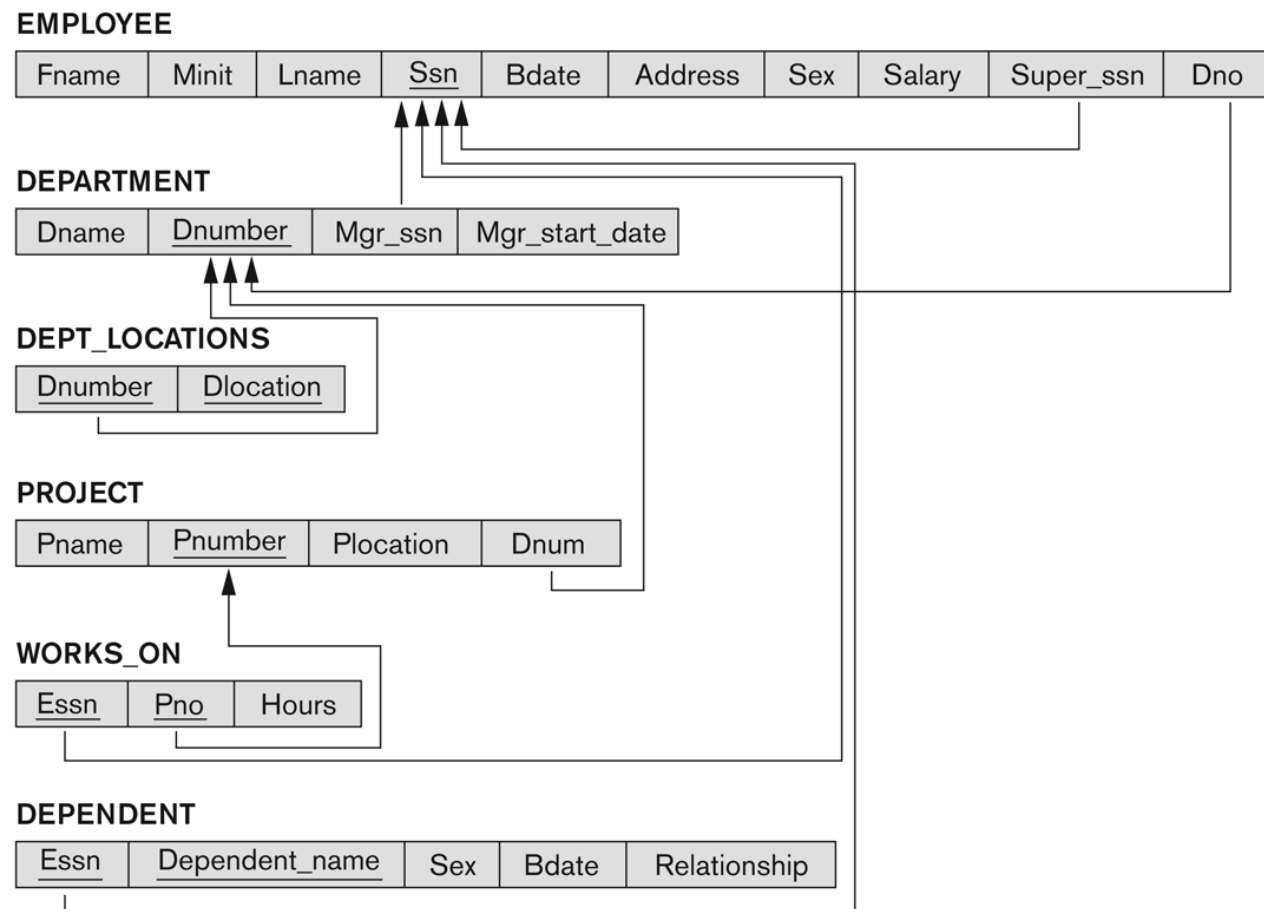 EMPLOYEE
Fname Minit Lname Ssn Bdate Address Sex Salary Super_ssn Dno
DEPARTMENT
Dname Dnumber Mgr_ssn Mgr_start_date
DEPT_LOCATIONS
Dnumber Dlocation
PROJECT
Pname Pnumber Plocation Dnum
WORKS_ON
Essn Pno Hours
DEPENDENT
Essn Dependent_name Sex Bdate Relationship